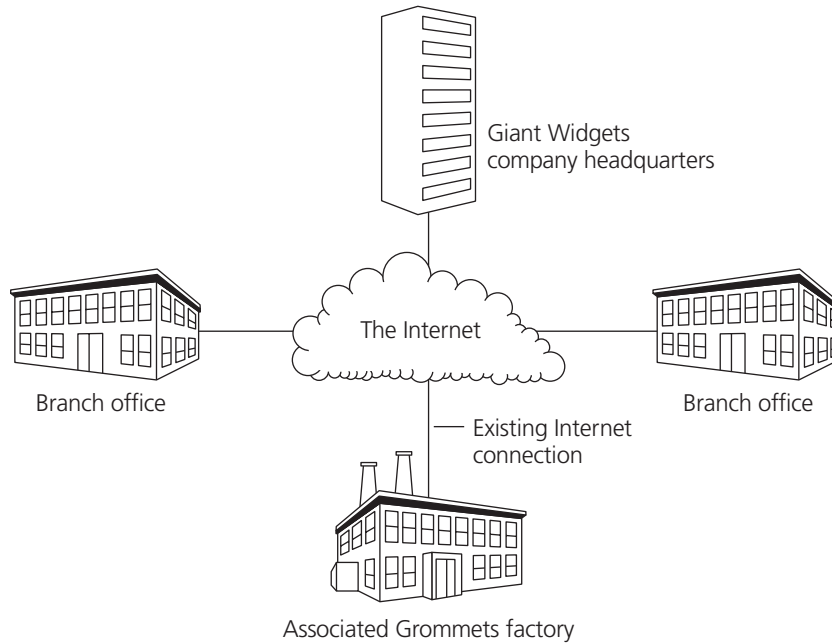 Giant Widgets
company headquarters
The Internet
Branch office
Branch office
Existing Internet
connection
Associated Grommets factory